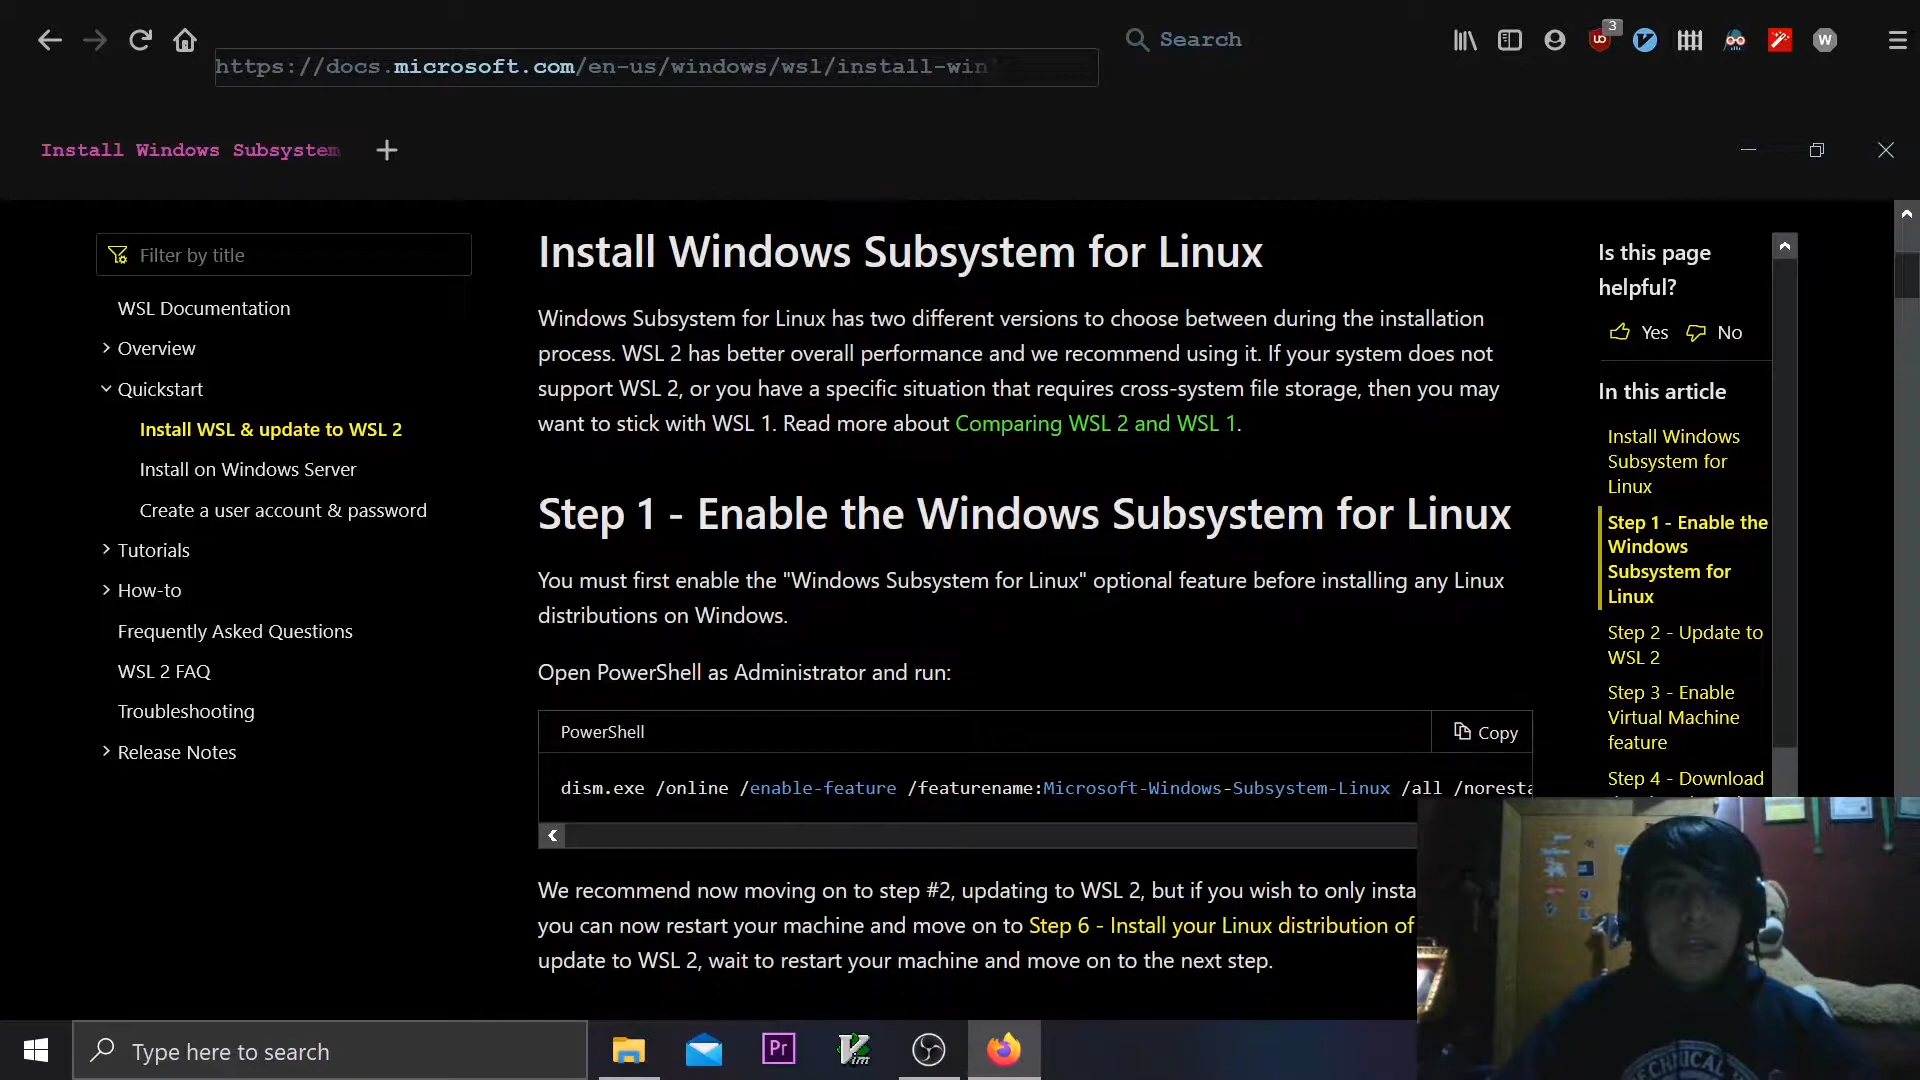 https://docs.microsoft.com/en-us/windows/wsl/install-win
Search
3
W
Install Windows Subsystem
Filter by title
WSL Documentation
Overview
Quickstart
Install WSL & update to WSL 2
Install on Windows Server
Create a user account & password
Tutorials
How-to
Frequently Asked Questions
WSL 2 FAQ
Troubleshooting
Release Notes
Install Windows Subsystem for Linux
Windows Subsystem for Linux has two different versions to choose between during the installation
process. WSL 2 has better overall performance and we recommend using it. If your system does not
support WSL 2, or you have a specific situation that requires cross-system file storage, then you may
want to stick with WSL 1. Read more about Comparing WSL 2 and WSL 1.
Step 1 - Enable the Windows Subsystem for Linux
You must first enable the "Windows Subsystem for Linux" optional feature before installing any Linux
distributions on Windows.
Open PowerShell as Administrator and run:
PowerShell
Copy
dism.exe /online /enable-feature /featurename:Microsoft-Windows-Subsystem-Linux /all /noresta
We recommend now moving on to step #2, updating to WSL 2, but if you wish to only insta
you can now restart your machine and move on to Step 6 - Install your Linux distribution of
update to WSL 2, wait to restart your machine and move on to the next step.
Is this page
helpful?
Yes
No
In this article
Install Windows
Subsystem for
Linux
Step 1 - Enable the
Windows
Subsystem for
Linux
Step 2 - Update to
WSL 2
Step 3 - Enable
Virtual Machine
feature
Step 4 - Download
Type here to search
Pr
Vim